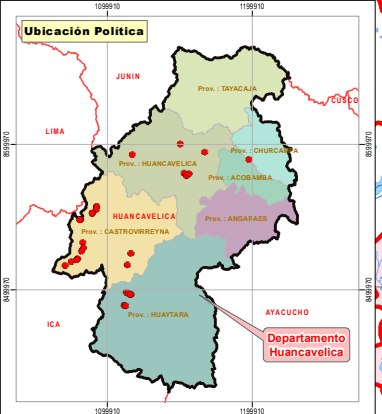 1099910 1199910
Ubicación Política
JUNIN
Prov. : TAYACAJA
CUSCO
LIMA
8599970 8599970
Prov. : CHURCAMPA
Prov. : HUANCAVELICA
Prov. : ACOBAMBA
HUANCAVELICA
Prov. : ANGARAES
Prov. : CASTROVIRREYNA
8499970 8499970
Prov. : HUAYTARA
AYACUCHO
ICA
Departamento
Huancavelica
1099910 1199910